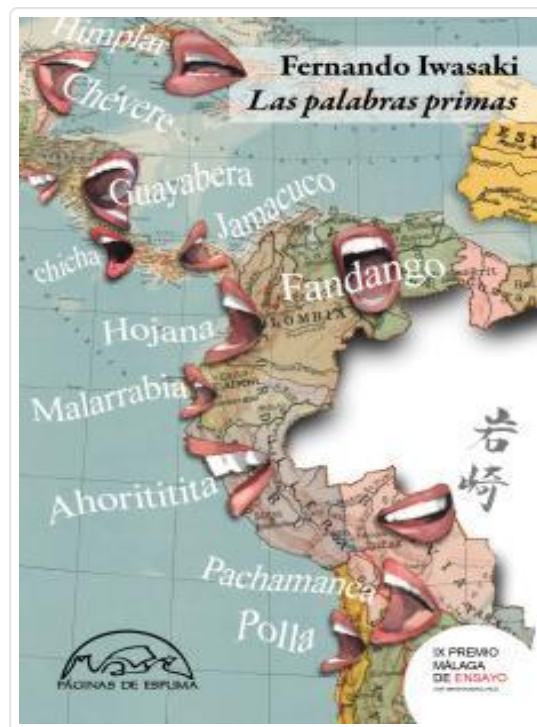 Himplar
Fernando Iwasaki
Las palabras primas
Chévere
Guayabera
Jamacuco
chicha
Fandango
Hojana
COLOMBIA
Malarrabia
岩
崎
Ahorititita
Pachamanca
Polla
IX PREMIO
MÁLAGA
DE ENSAYO
PÁGINAS DE ESPUMA